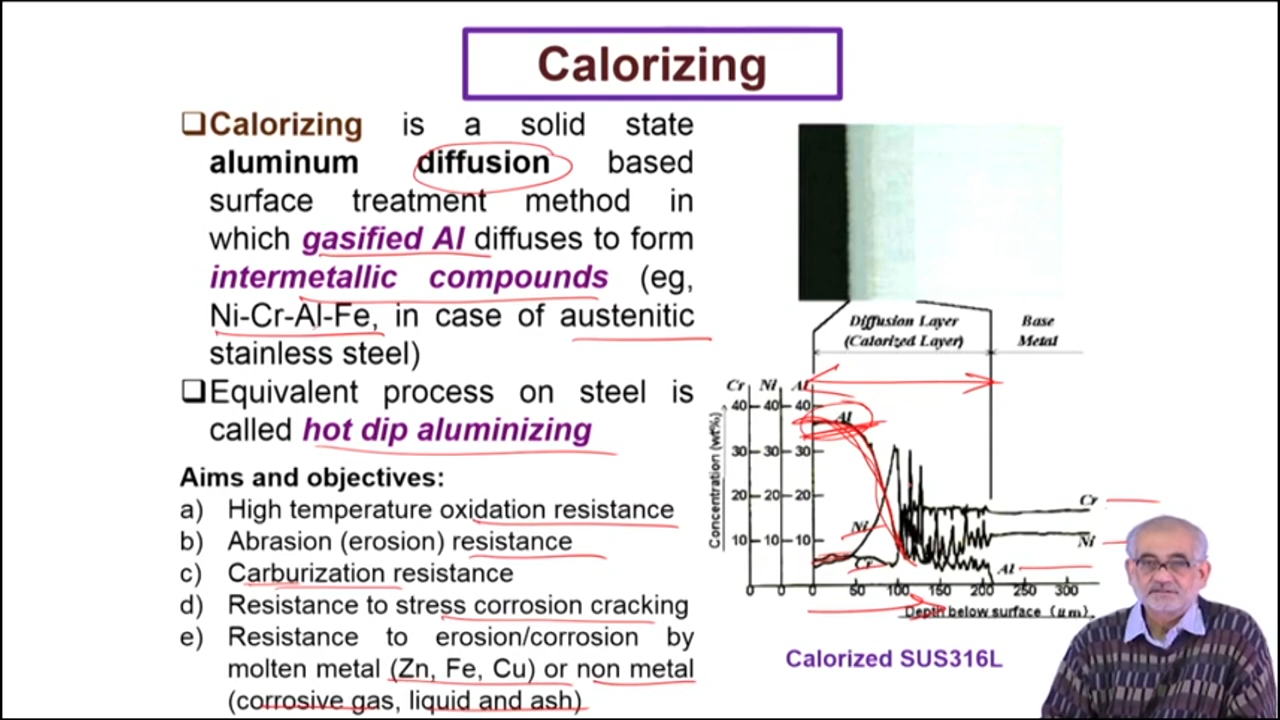 Calorizing
❑Calorizing is a solid state
aluminum diffusion based
surface treatment method in
which gasified Al diffuses to form
intermetallic compounds (eg,
Ni-Cr-Al-Fe, in case of austenitic
stainless steel)
❑Equivalent process on steel is
called hot dip aluminizing
Aims and objectives:
a) High temperature oxidation resistance
b) Abrasion (erosion) resistance
c) Carburization resistance
d) Resistance to stress corrosion cracking
e) Resistance to erosion/corrosion by
molten metal (Zn, Fe, Cu) or non metal
(corrosive gas, liquid and ash)
Diffusion Layer
(Calorized Layer)
Base
Metal
Cr Ni Al
40 40 40
30 30 30
20 20 20
10 10 10
0 0 0 50 100 150 200 250 300
Concentration (wt%)
Al
Ni
Cr
Cr
Ni
Al
Depth below surface (μm)
Calorized SUS316L